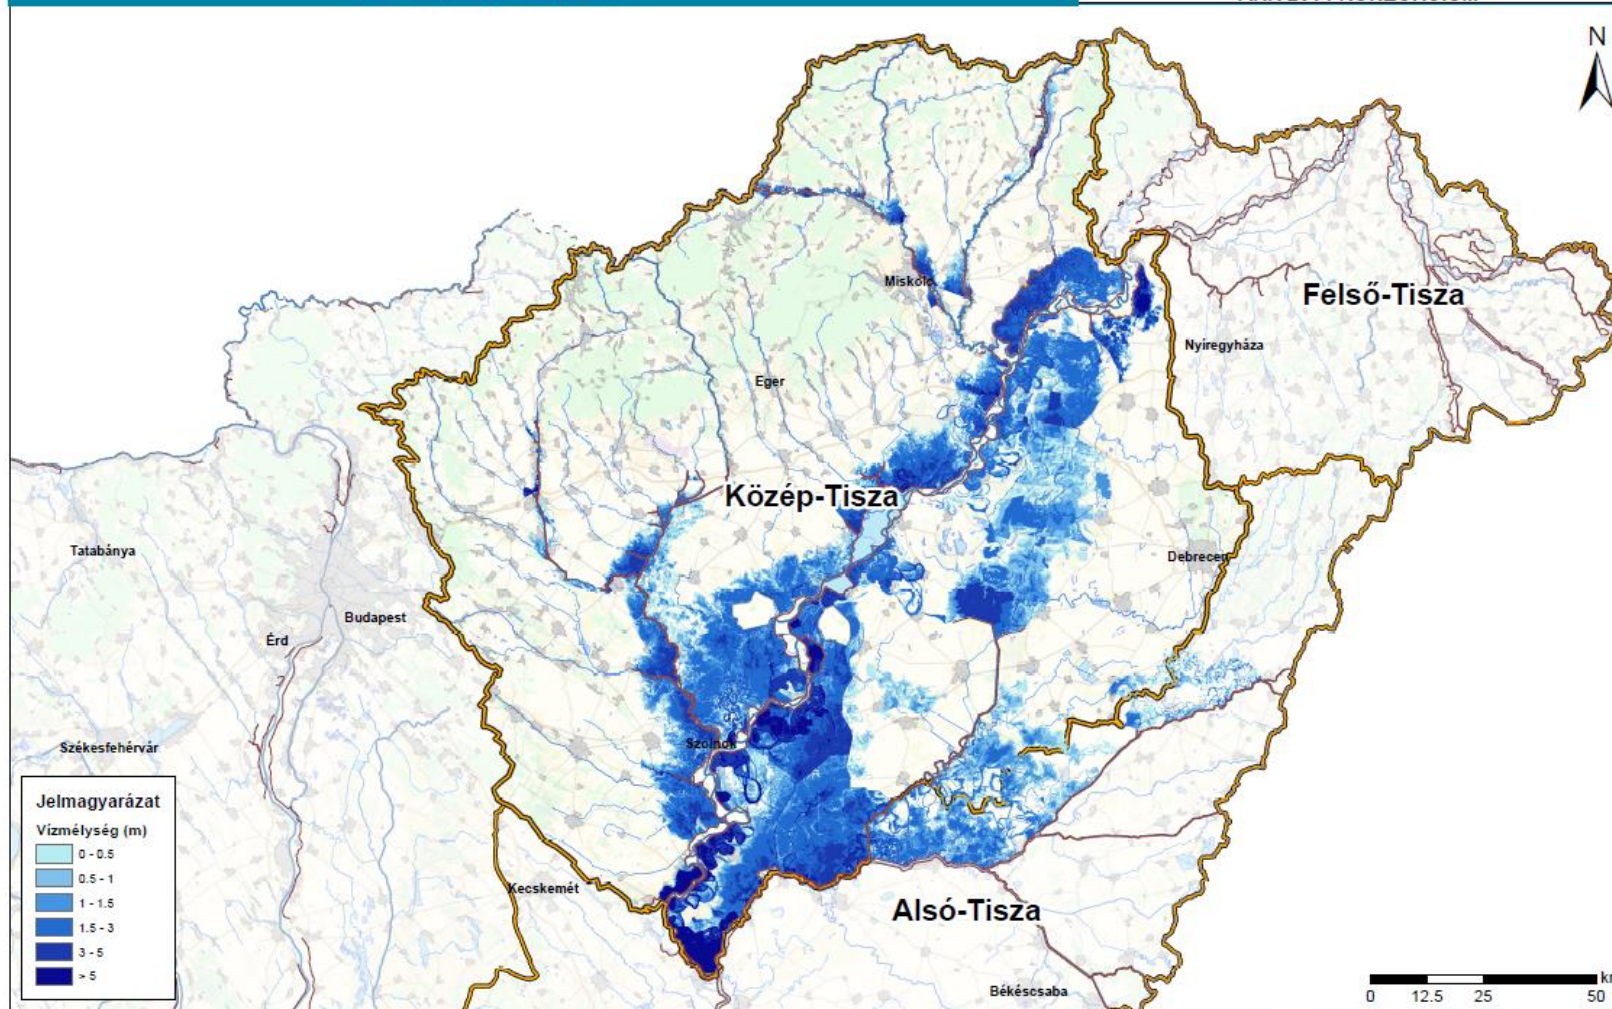 N
Miskolc
Felső-Tisza
Nyíregyháza
Eger
Közép-Tisza
Tatabánya
Debrecen
Budapest
Érd
Székesfehérvár
Szolnok
Jelmagyarázat
Vízmélység (m)
0 - 0.5
0.5 - 1
1 - 1.5
1.5 - 3
3 - 5
> 5
Kecskemét
Alsó-Tisza
Békéscsaba
km
0 12.5 25 50